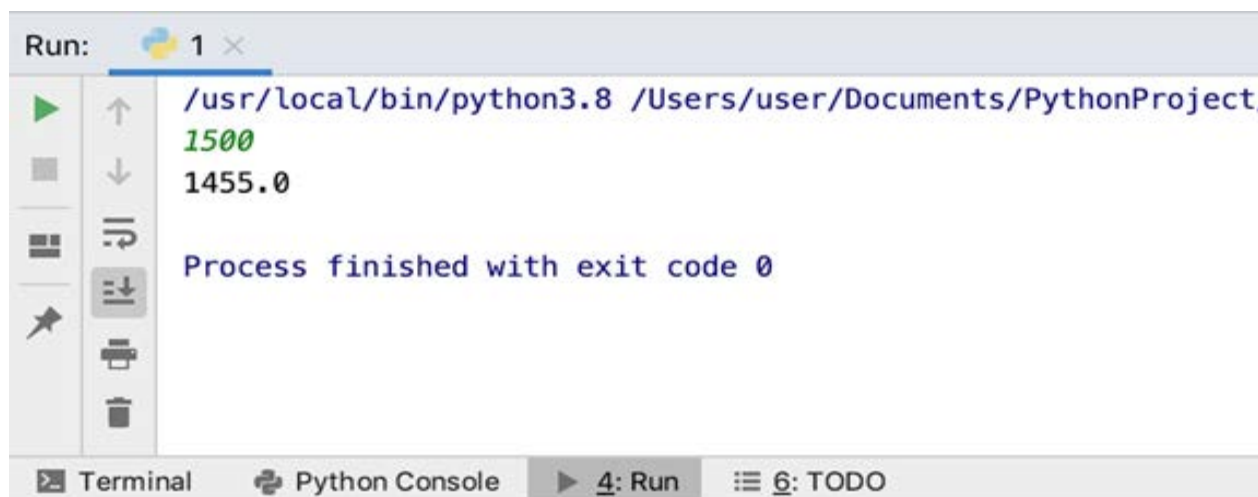 Run: 1
/usr/local/bin/python3.8 /Users/user/Documents/PythonProject/
1500
1455.0
Process finished with exit code 0
Terminal Python Console 4: Run 6: TODO